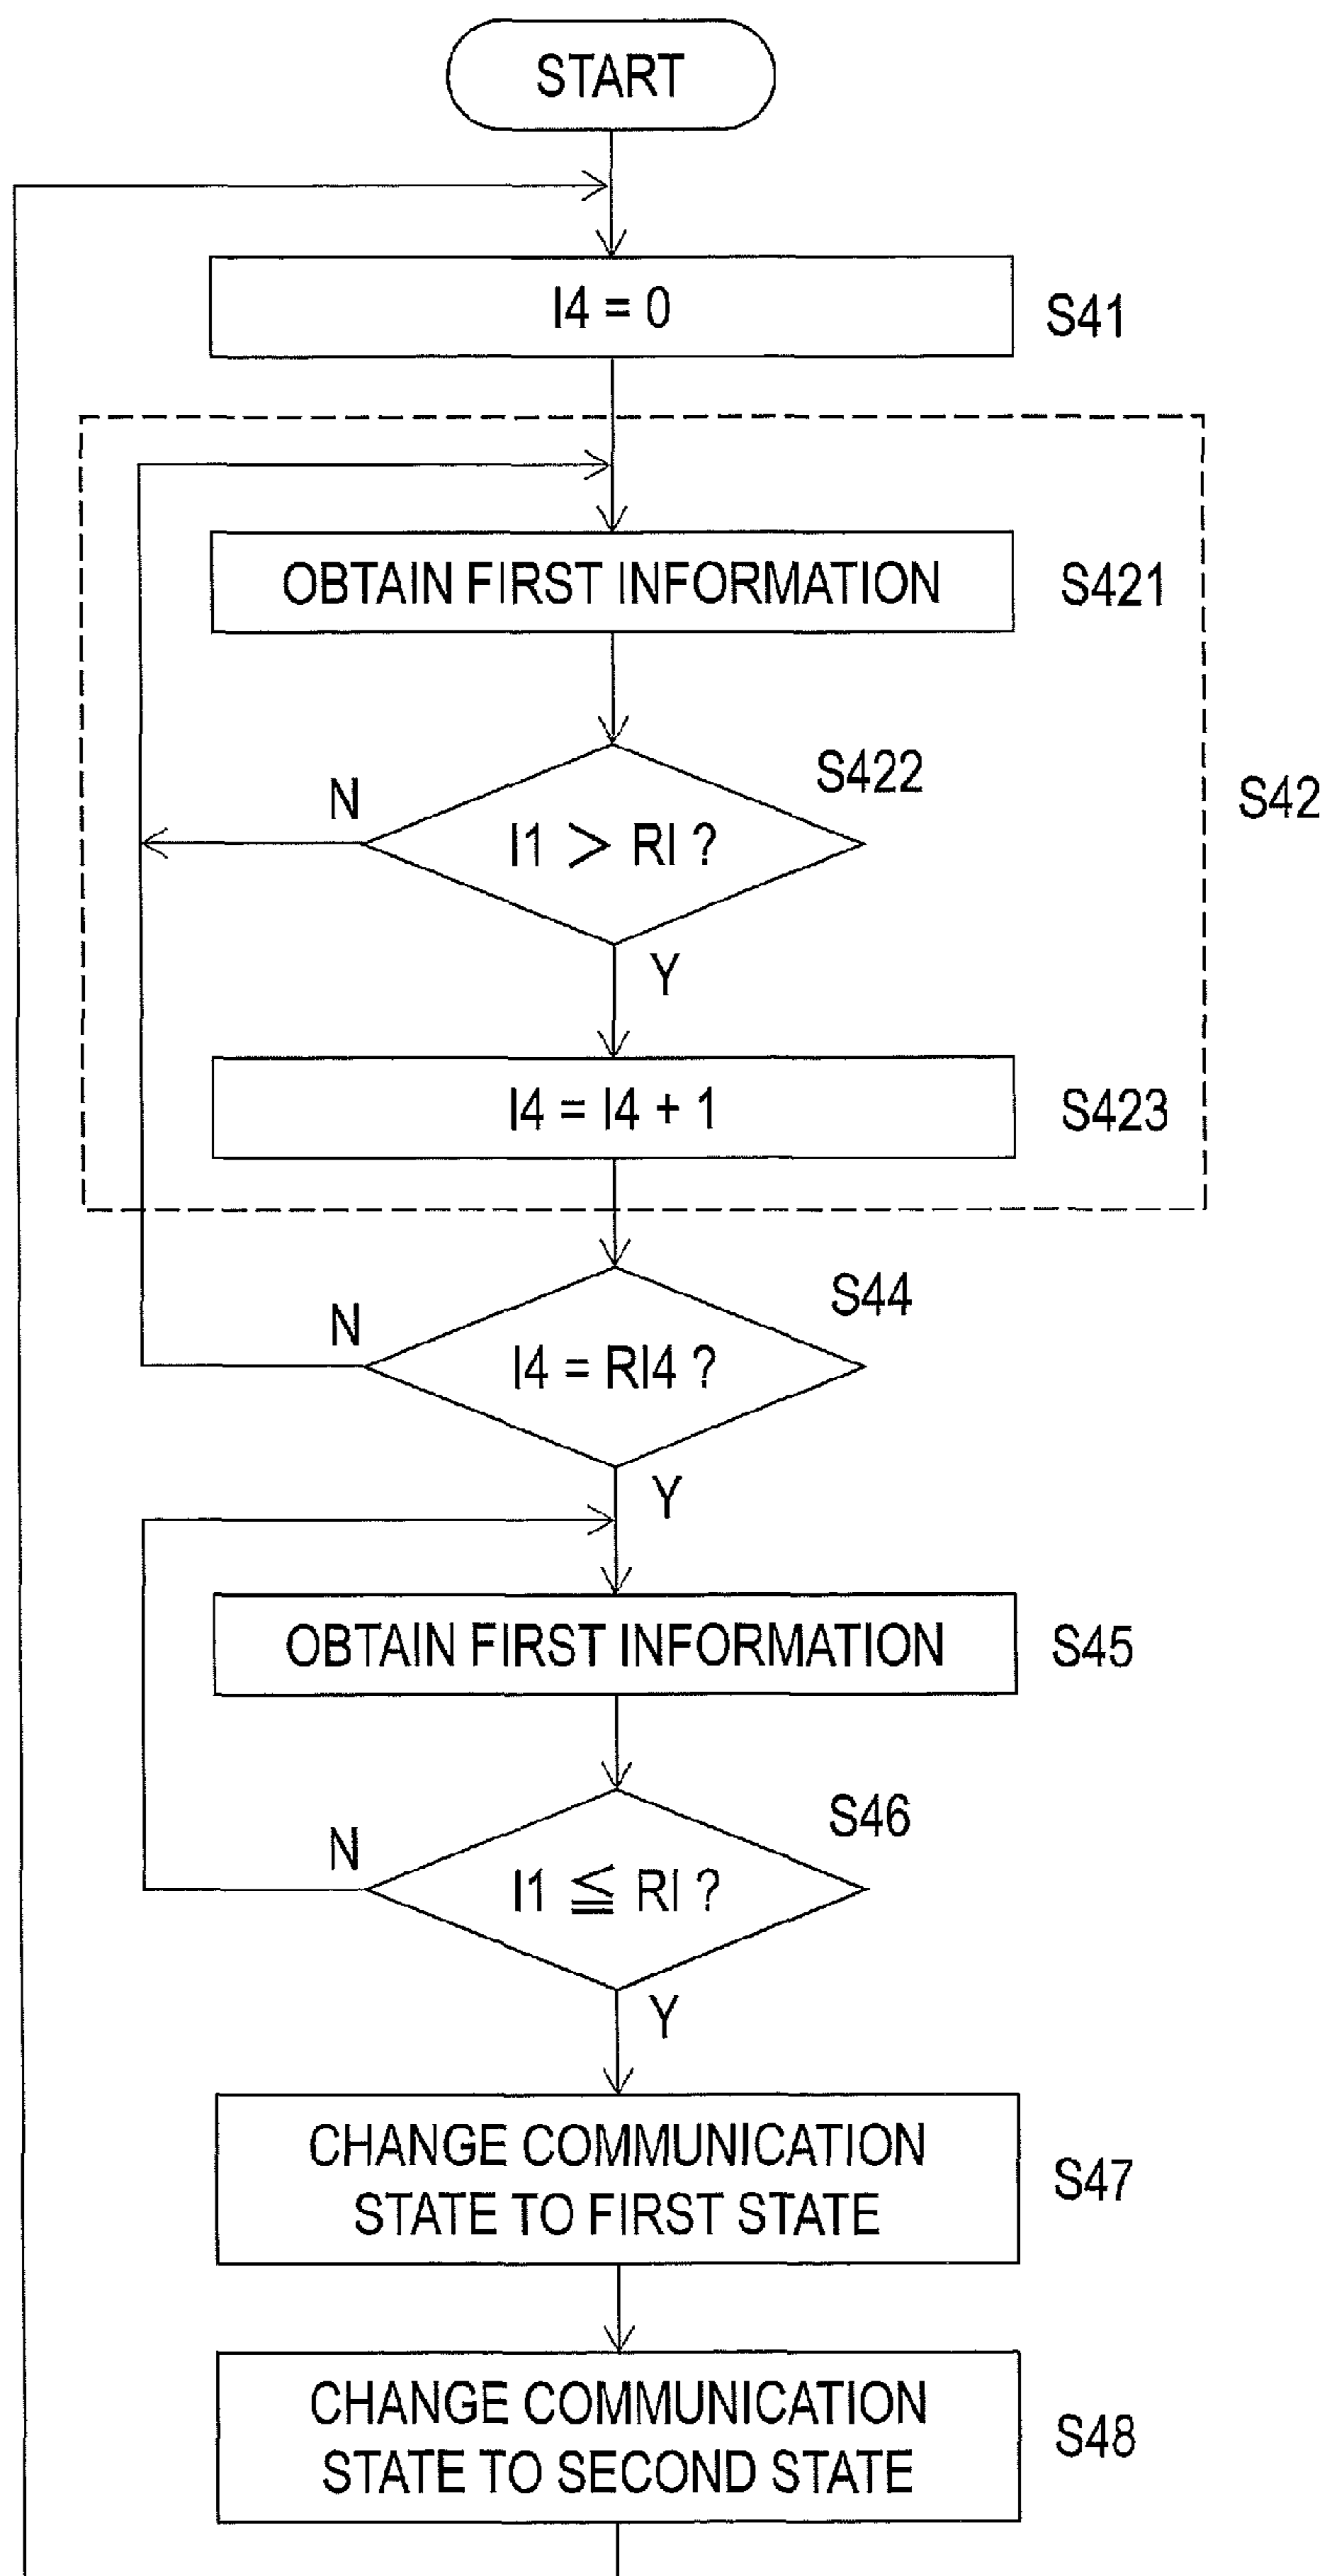 START
I4 = 0
S41
OBTAIN FIRST INFORMATION
S421
S422
N
I1 > RI ?
S42
Y
I4 = I4 + 1
S423
S44
N
I4 = RI4 ?
Y
OBTAIN FIRST INFORMATION
S45
S46
N
I1 ≦ RI ?
Y
CHANGE COMMUNICATION
STATE TO FIRST STATE
S47
CHANGE COMMUNICATION
STATE TO SECOND STATE
S48